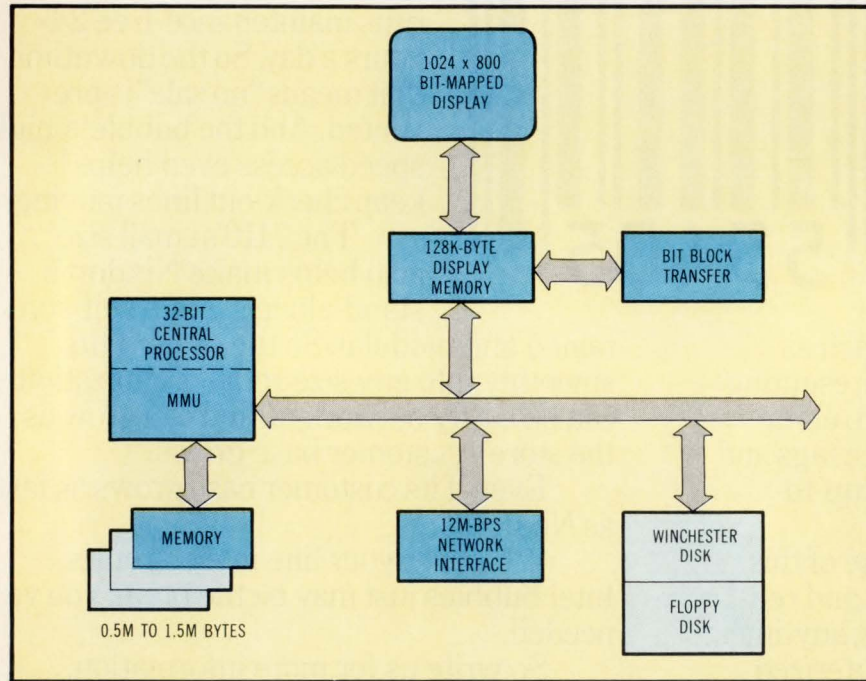 1024 x 800
BIT-MAPPED
DISPLAY
128K-BYTE
DISPLAY
MEMORY
BIT BLOCK
TRANSFER
32-BIT
CENTRAL
PROCESSOR
MMU
MEMORY
12M-BPS
NETWORK
INTERFACE
WINCHESTER
DISK
FLOPPY
DISK
0.5M TO 1.5M BYTES